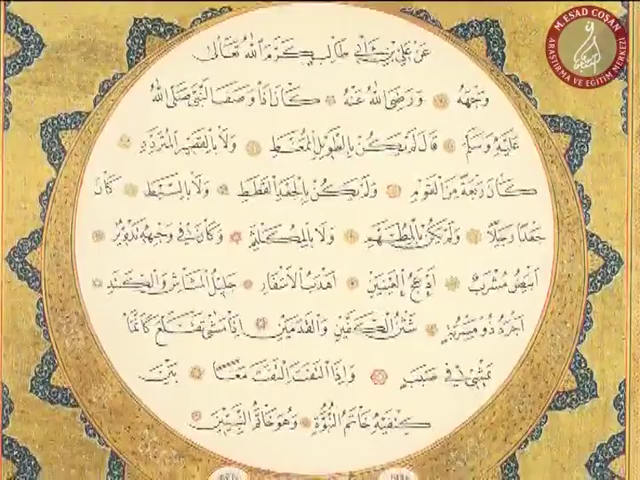 عن علي بن أبي طالب كرم الله تعالى
وجهه ورضي الله عنه كان إذا وصف النبي صلى الله
عليه وسلم قال لم يكن بالطويل الممغط ولا بالقصير المتردد
كان ربعة من القوم ولم يكن بالجعد القطط ولا بالسبط كان
جعدا رجلا ولم يكن بالمطهم ولا بالمكلثم وكان في وجهه تدوير
أبيض مشرب أدعج العينين أهدب الأشفار جليل المشاش والكتد
أجرد ذو مسربة شثن الكفين والقدمين إذا مشى تقلع كأنما
يمشي في صبب وإذا التفت التفت معا بين
كتفيه خاتم النبوة وهو خاتم النبيين
M. ESAD COŞAN
ARAŞTIRMA VE EĞİTİM MERKEZİ